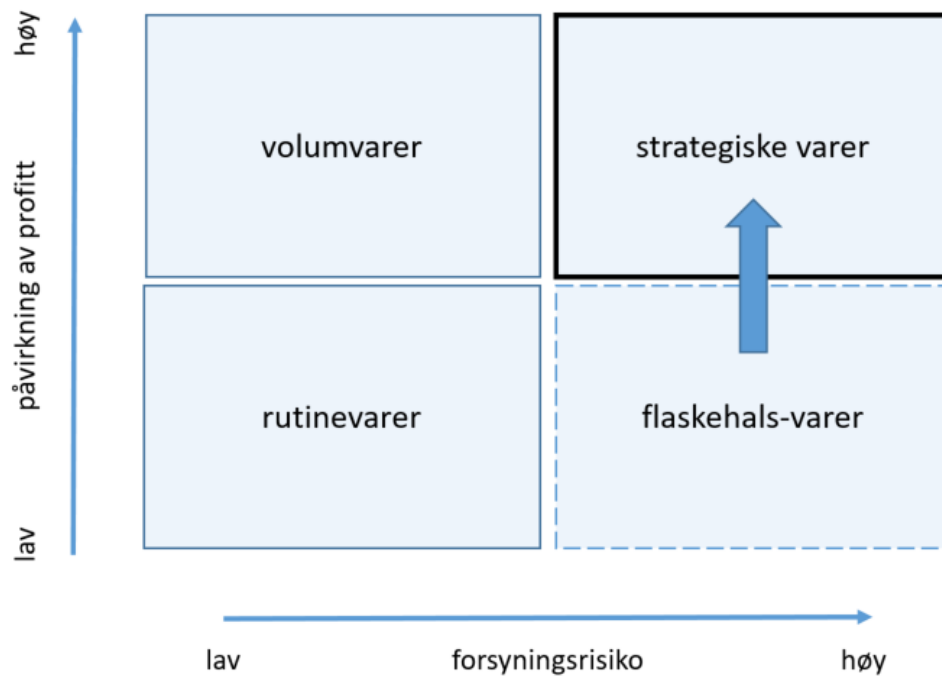 høy
påvirkning av profitt
lav
volumvarer
strategiske varer
rutinevarer
flaskehals-varer
lav
forsyningsrisiko
høy